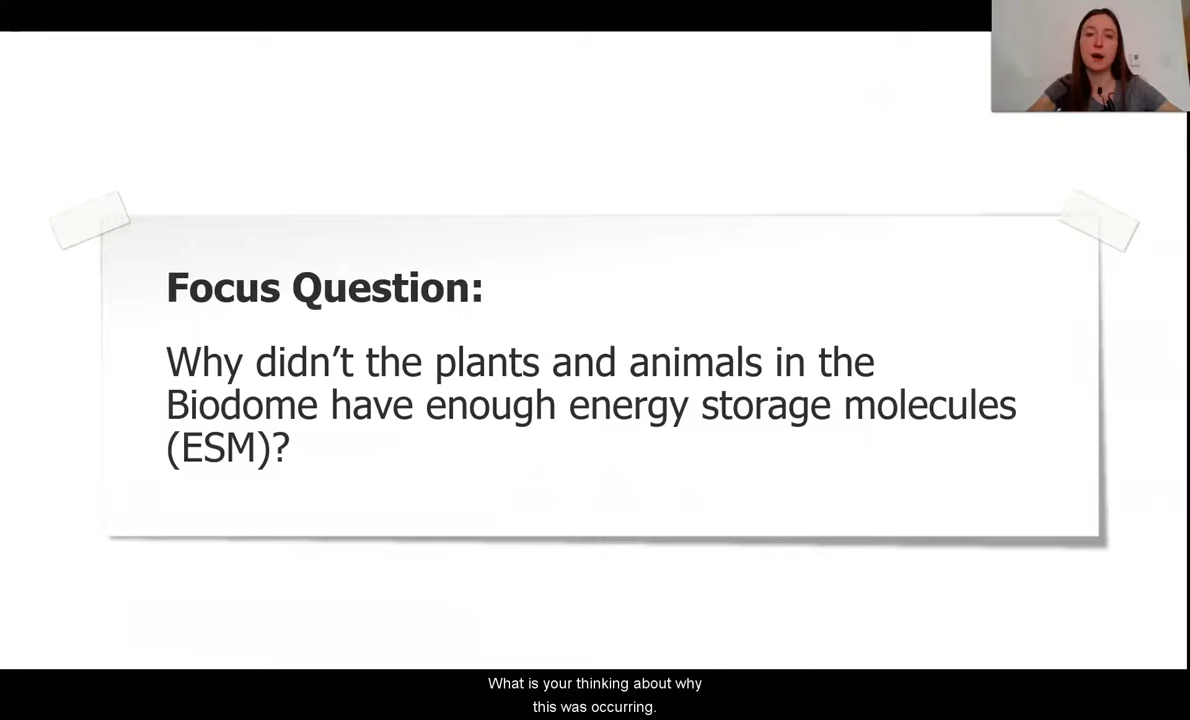 Focus Question:
Why didn’t the plants and animals in the
Biodome have enough energy storage molecules
(ESM)?
What is your thinking about why
this was occurring.